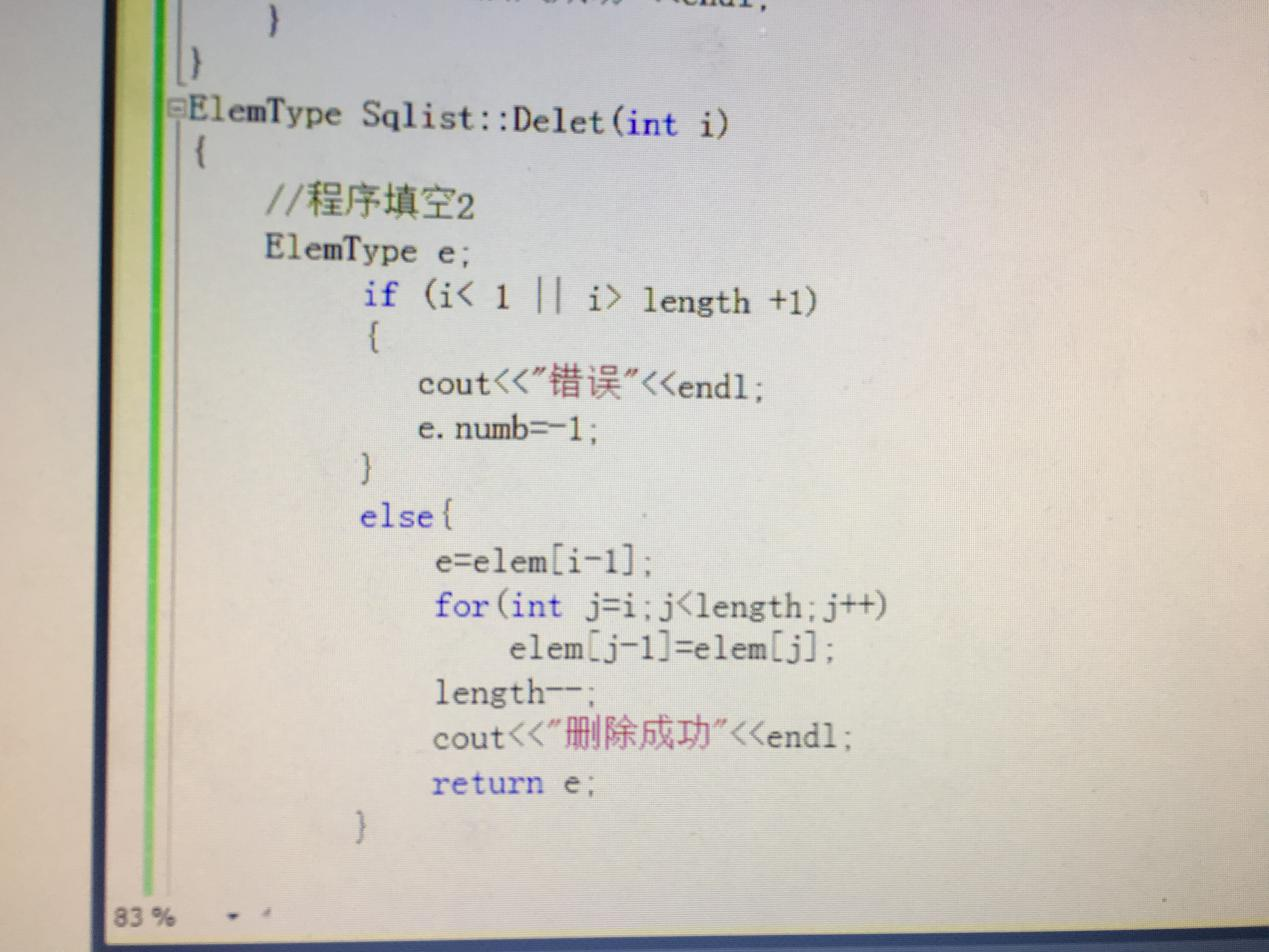 }
}
ElemType Sqlist::Delet(int i)
{
//程序填空2
ElemType e;
if (i< 1 || i> length +1)
{
cout<<"错误"<<endl;
e. numb=-1;
}
else{
e=elem[i-1];
for(int j=i;j<length;j++)
elem[j-1]=elem[j];
length--;
cout<<"删除成功"<<endl;
return e;
}
83 %